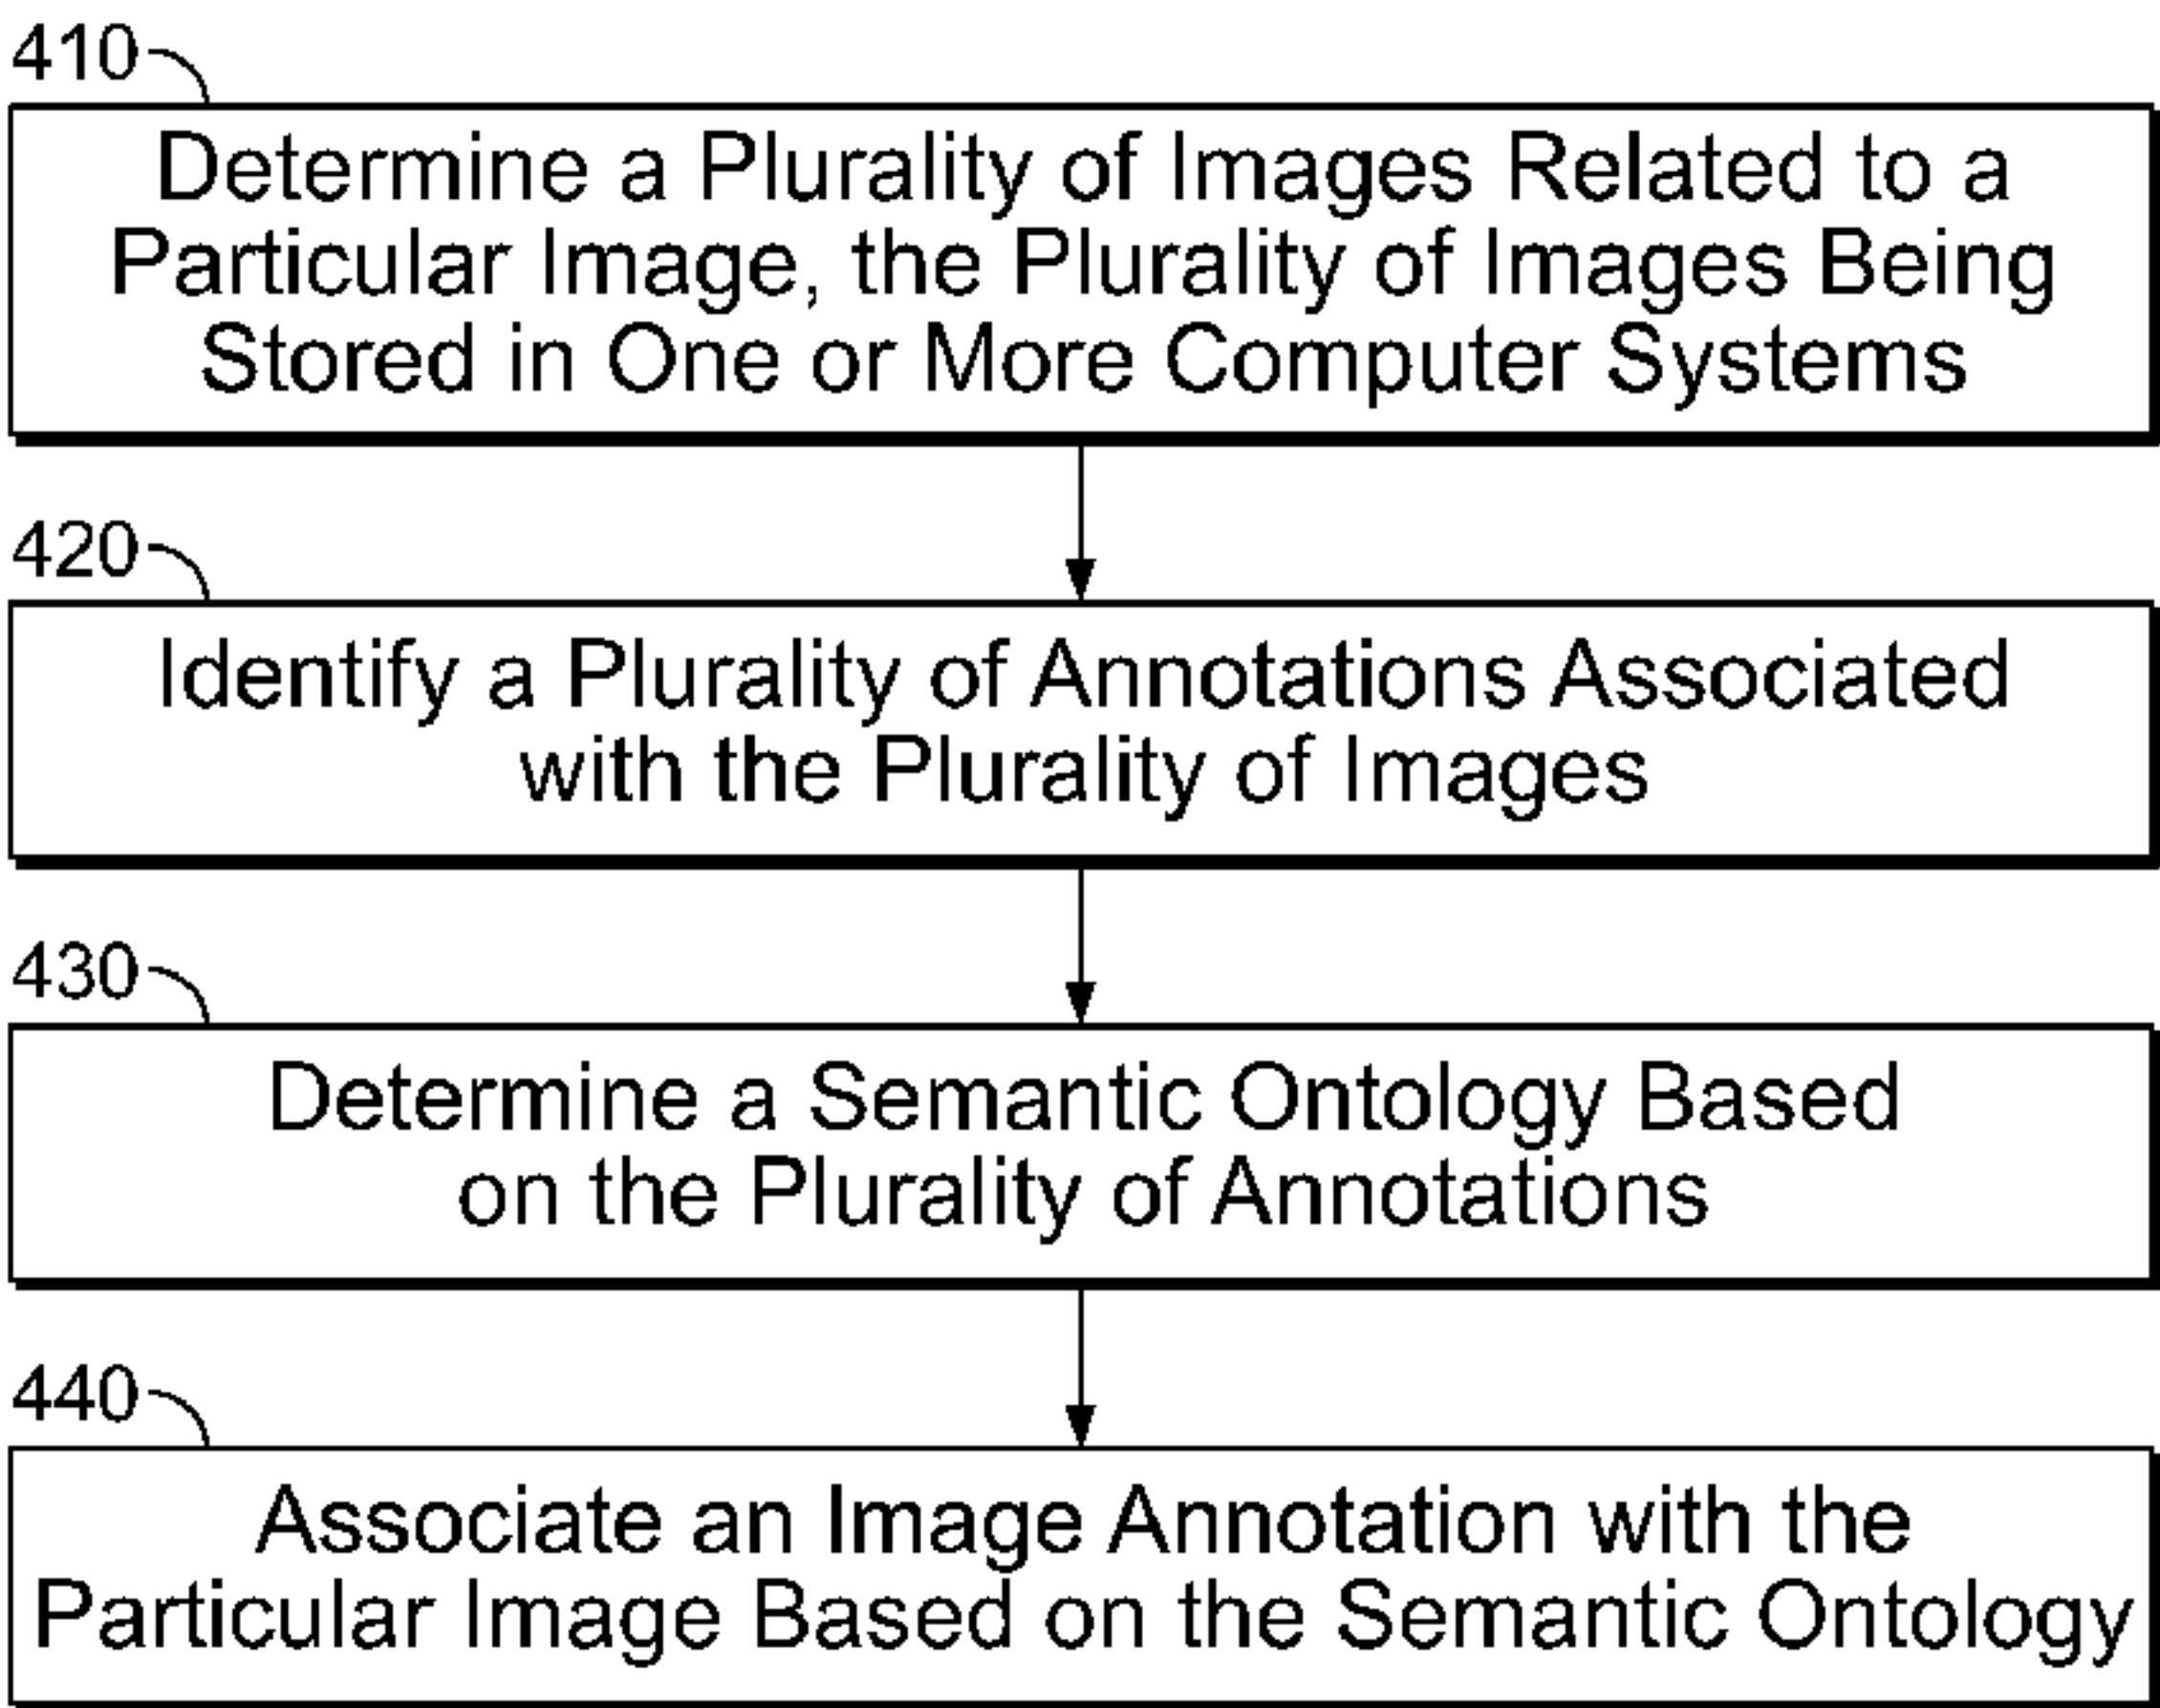 410
Determine a Plurality of Images Related to a
Particular Image, the Plurality of Images Being
Stored in One or More Computer Systems
420
Identify a Plurality of Annotations Associated
with the Plurality of Images
430
Determine a Semantic Ontology Based
on the Plurality of Annotations
440
Associate an Image Annotation with the
Particular Image Based on the Semantic Ontology